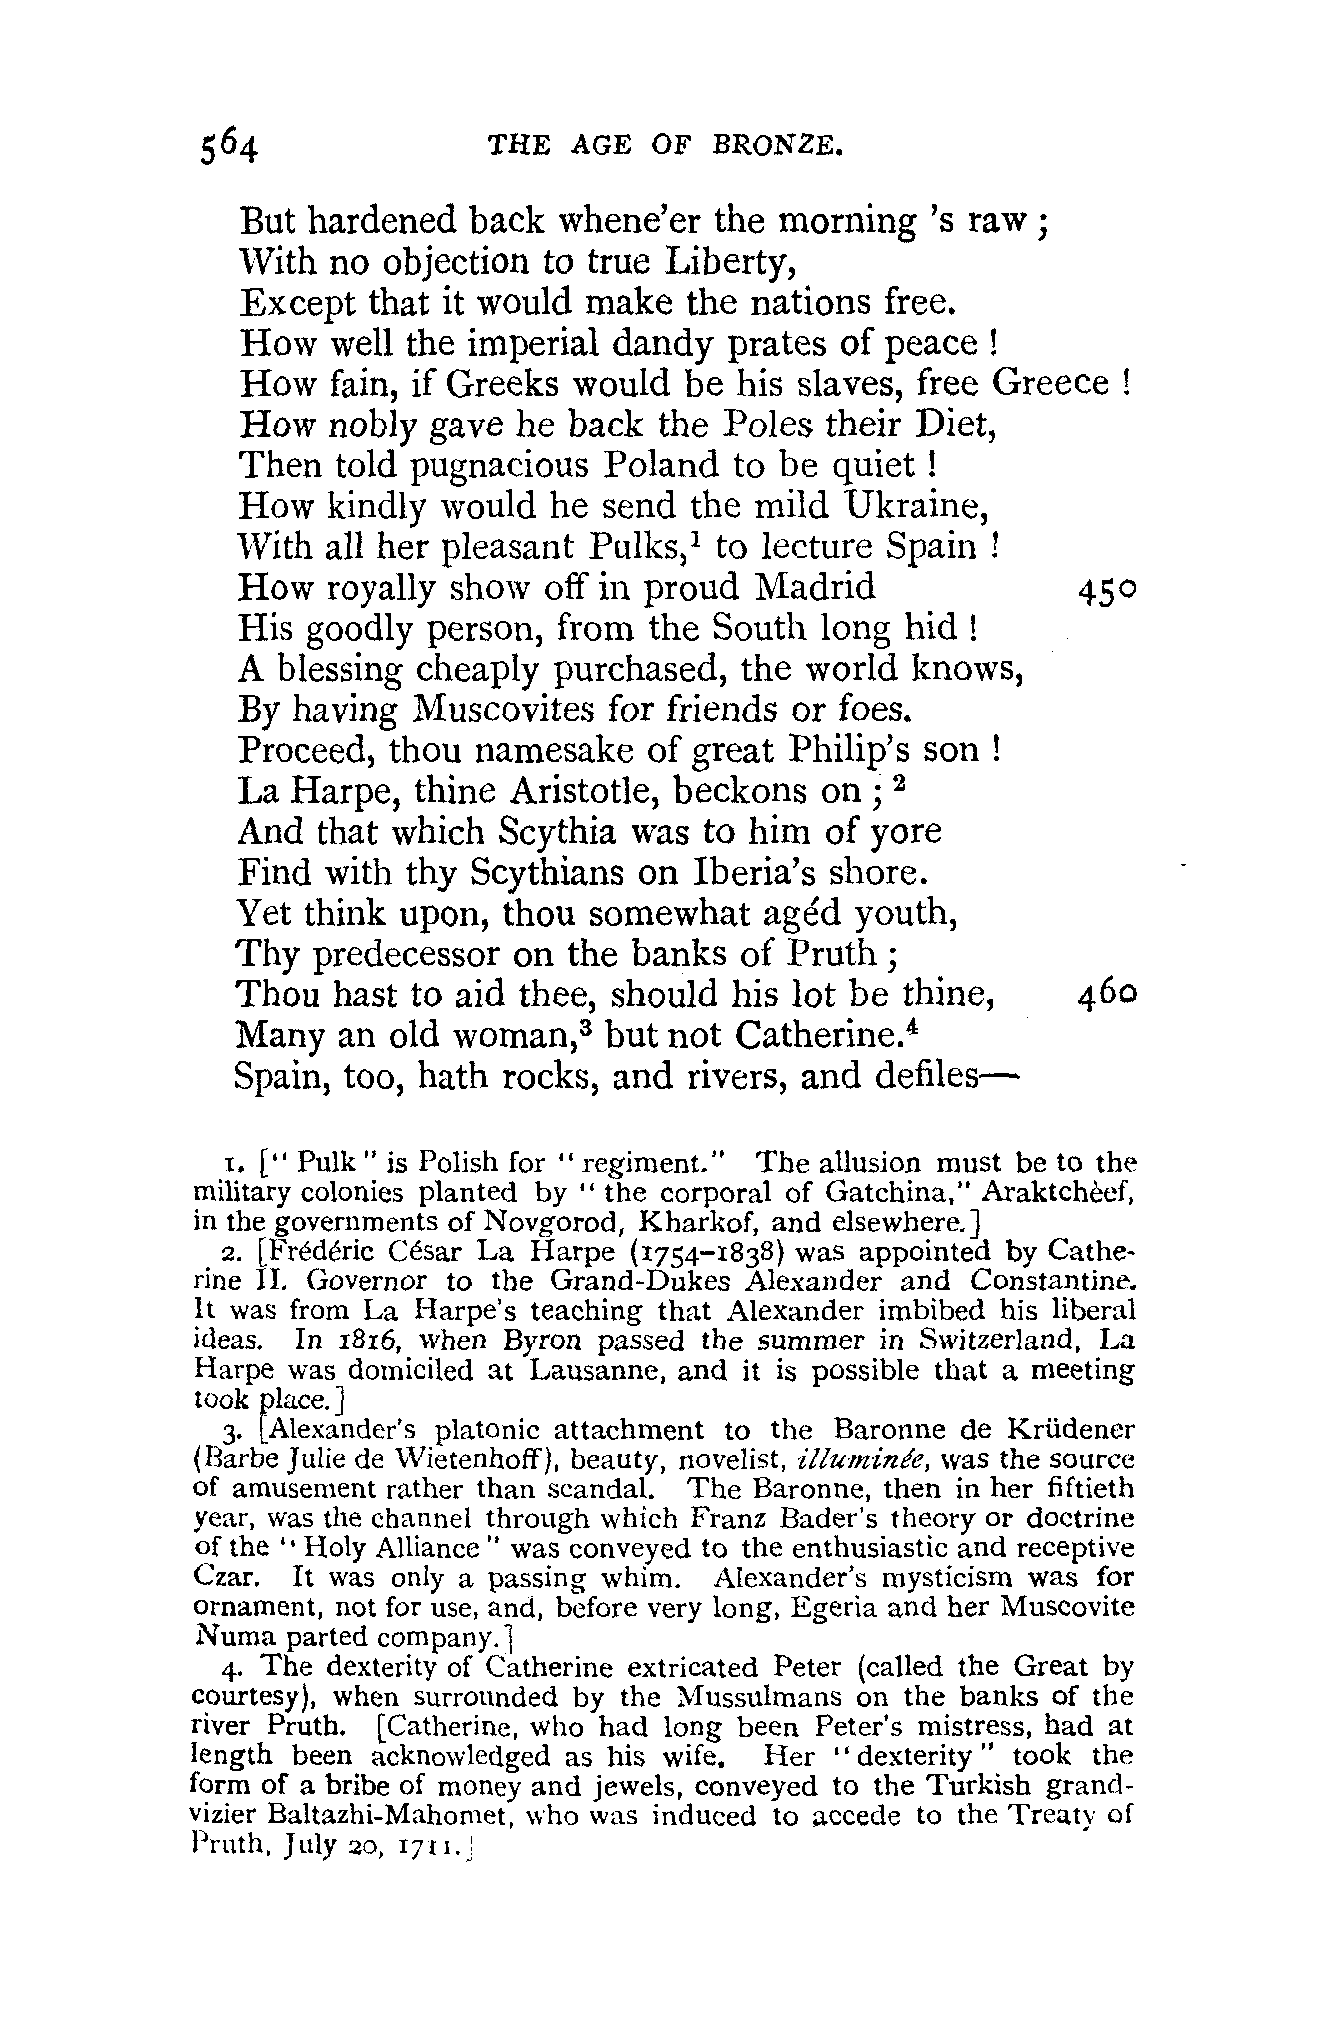 564 THE AGE OF BRONZE.
But hardened back whene'er the morning 's raw ;
With no objection to true Liberty,
Except that it would make the nations free.
How well the imperial dandy prates of peace !
How fain, if Greeks would be his slaves, free Greece !
How nobly gave he back the Poles their Diet,
Then told pugnacious Poland to be quiet !
How kindly would he send the mild Ukraine,
With all her pleasant Pulks,¹ to lecture Spain !
How royally show off in proud Madrid 450
His goodly person, from the South long hid !
A blessing cheaply purchased, the world knows,
By having Muscovites for friends or foes.
Proceed, thou namesake of great Philip's son !
La Harpe, thine Aristotle, beckons on ; ²
And that which Scythia was to him of yore
Find with thy Scythians on Iberia's shore.
Yet think upon, thou somewhat agéd youth,
Thy predecessor on the banks of Pruth ;
Thou hast to aid thee, should his lot be thine, 460
Many an old woman,³ but not Catherine.⁴
Spain, too, hath rocks, and rivers, and defiles—
1. [" Pulk " is Polish for " regiment." The allusion must be to the
military colonies planted by " the corporal of Gatchina," Araktchèef,
in the governments of Novgorod, Kharkof, and elsewhere.]
2. [Frédéric César La Harpe (1754–1838) was appointed by Cathe-
rine II. Governor to the Grand-Dukes Alexander and Constantine.
It was from La Harpe's teaching that Alexander imbibed his liberal
ideas. In 1816, when Byron passed the summer in Switzerland, La
Harpe was domiciled at Lausanne, and it is possible that a meeting
took place.]
3. [Alexander's platonic attachment to the Baronne de Krüdener
(Barbe Julie de Wietenhoff), beauty, novelist, illuminée, was the source
of amusement rather than scandal. The Baronne, then in her fiftieth
year, was the channel through which Franz Bader's theory or doctrine
of the " Holy Alliance " was conveyed to the enthusiastic and receptive
Czar. It was only a passing whim. Alexander's mysticism was for
ornament, not for use, and, before very long, Egeria and her Muscovite
Numa parted company.]
4. The dexterity of Catherine extricated Peter (called the Great by
courtesy), when surrounded by the Mussulmans on the banks of the
river Pruth. [Catherine, who had long been Peter's mistress, had at
length been acknowledged as his wife. Her " dexterity " took the
form of a bribe of money and jewels, conveyed to the Turkish grand-
vizier Baltazhi-Mahomet, who was induced to accede to the Treaty of
Pruth, July 20, 1711.]